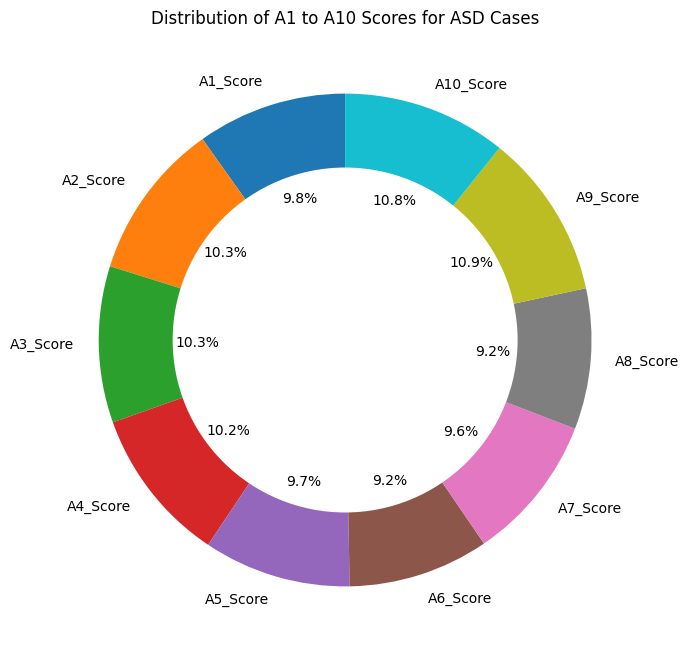 Distribution of A1 to A10 Scores for ASD Cases
A1_Score
A10_Score
A2_Score
A9_Score
9.8%
10.8%
10.3%
10.9%
A3_Score
10.3%
9.2%
A8_Score
10.2%
9.6%
A4_Score
A7_Score
9.7%
9.2%
A5_Score
A6_Score